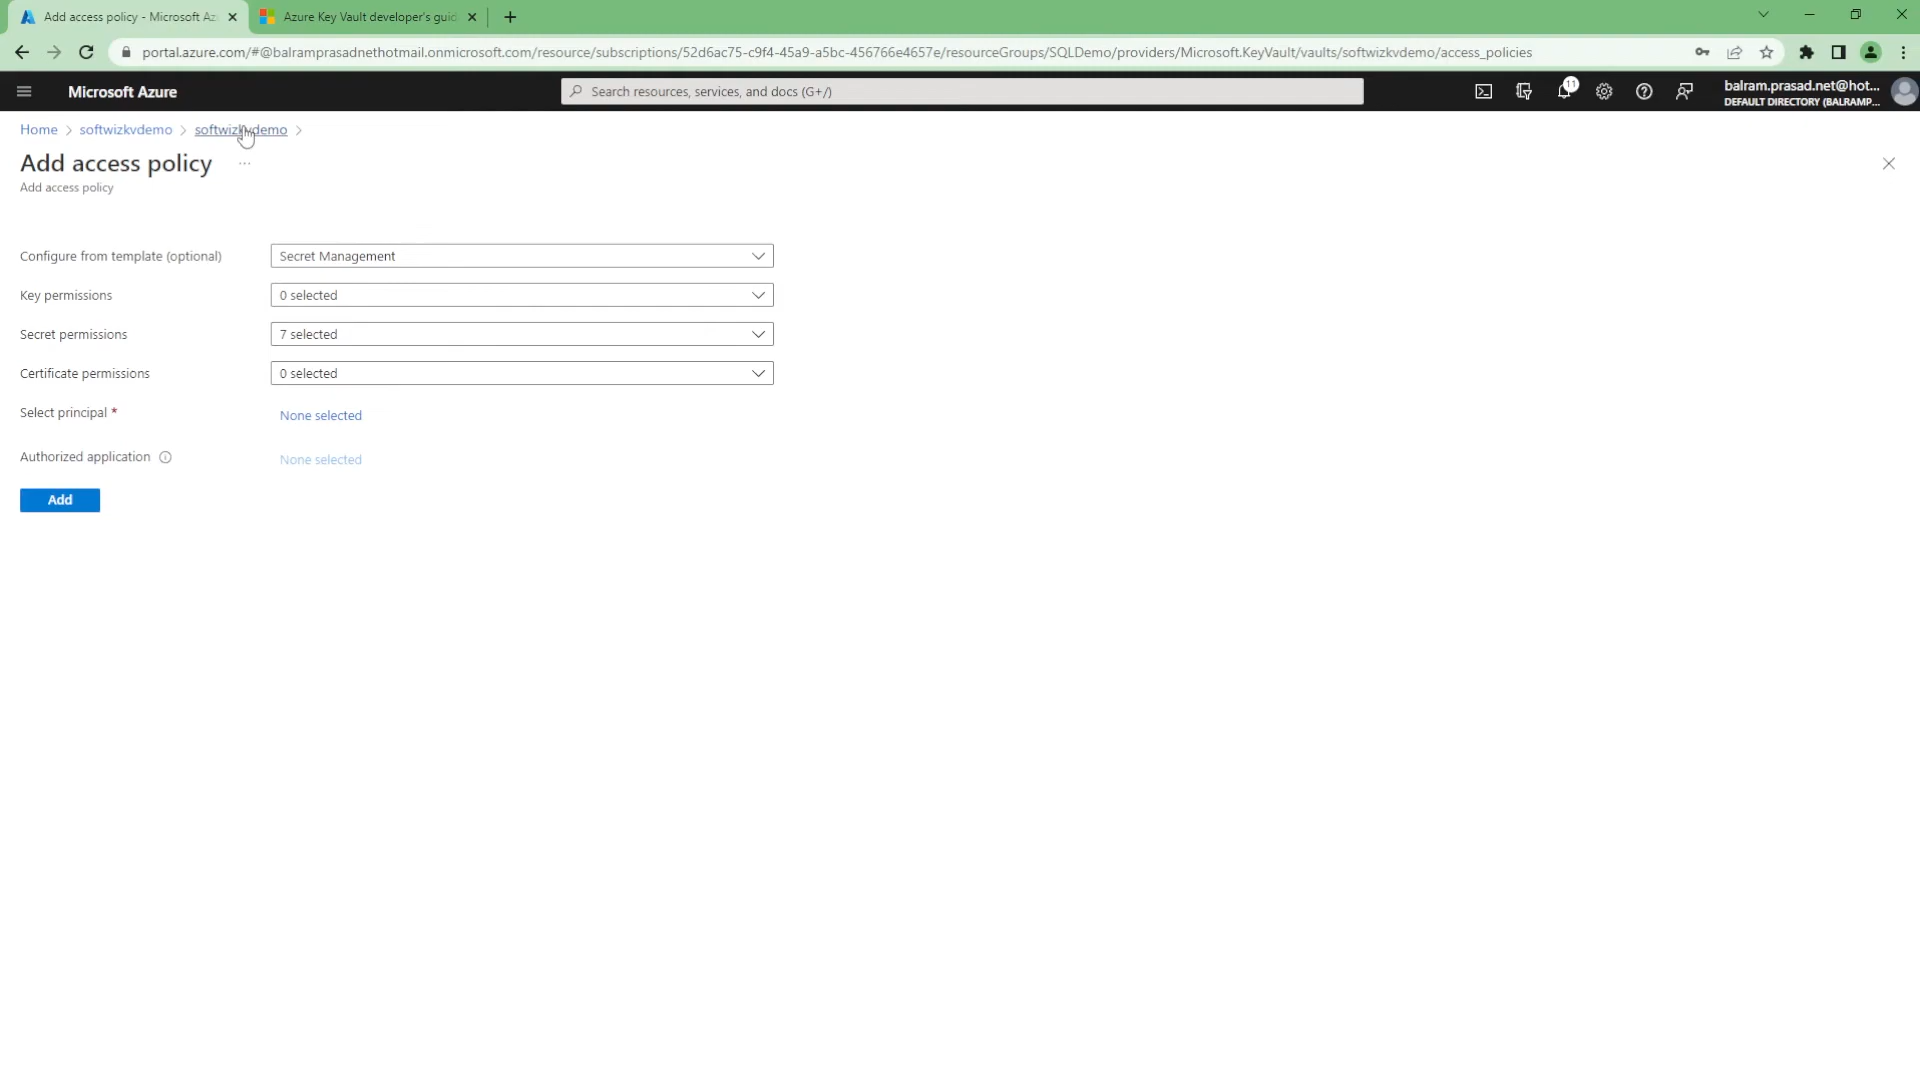 Add access policy - Microsoft Az
Azure Key Vault developer's guid
portal.azure.com/#@balramprasadnethotmail.onmicrosoft.com/resource/subscriptions/52d6ac75-c9f4-45a9-a5bc-456766e4657e/resourceGroups/SQLDemo/providers/Microsoft.KeyVault/vaults/softwizkvdemo/access_policies
Microsoft Azure
Search resources, services, and docs (G+/)
11
balram.prasad.net@hot...
DEFAULT DIRECTORY (BALRAMP...
Home > softwizkvdemo > softwizkvdemo >
Add access policy ...
Add access policy
Configure from template (optional)
Secret Management
Key permissions
0 selected
Secret permissions
7 selected
Certificate permissions
0 selected
Select principal *
None selected
Authorized application
None selected
Add